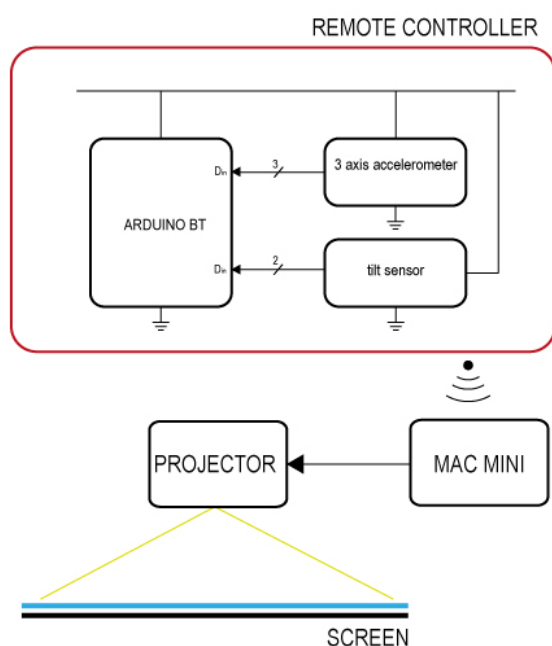 REMOTE CONTROLLER
Din
3
3 axis accelerometer
ARDUINO BT
Din
2
tilt sensor
PROJECTOR
MAC MINI
SCREEN